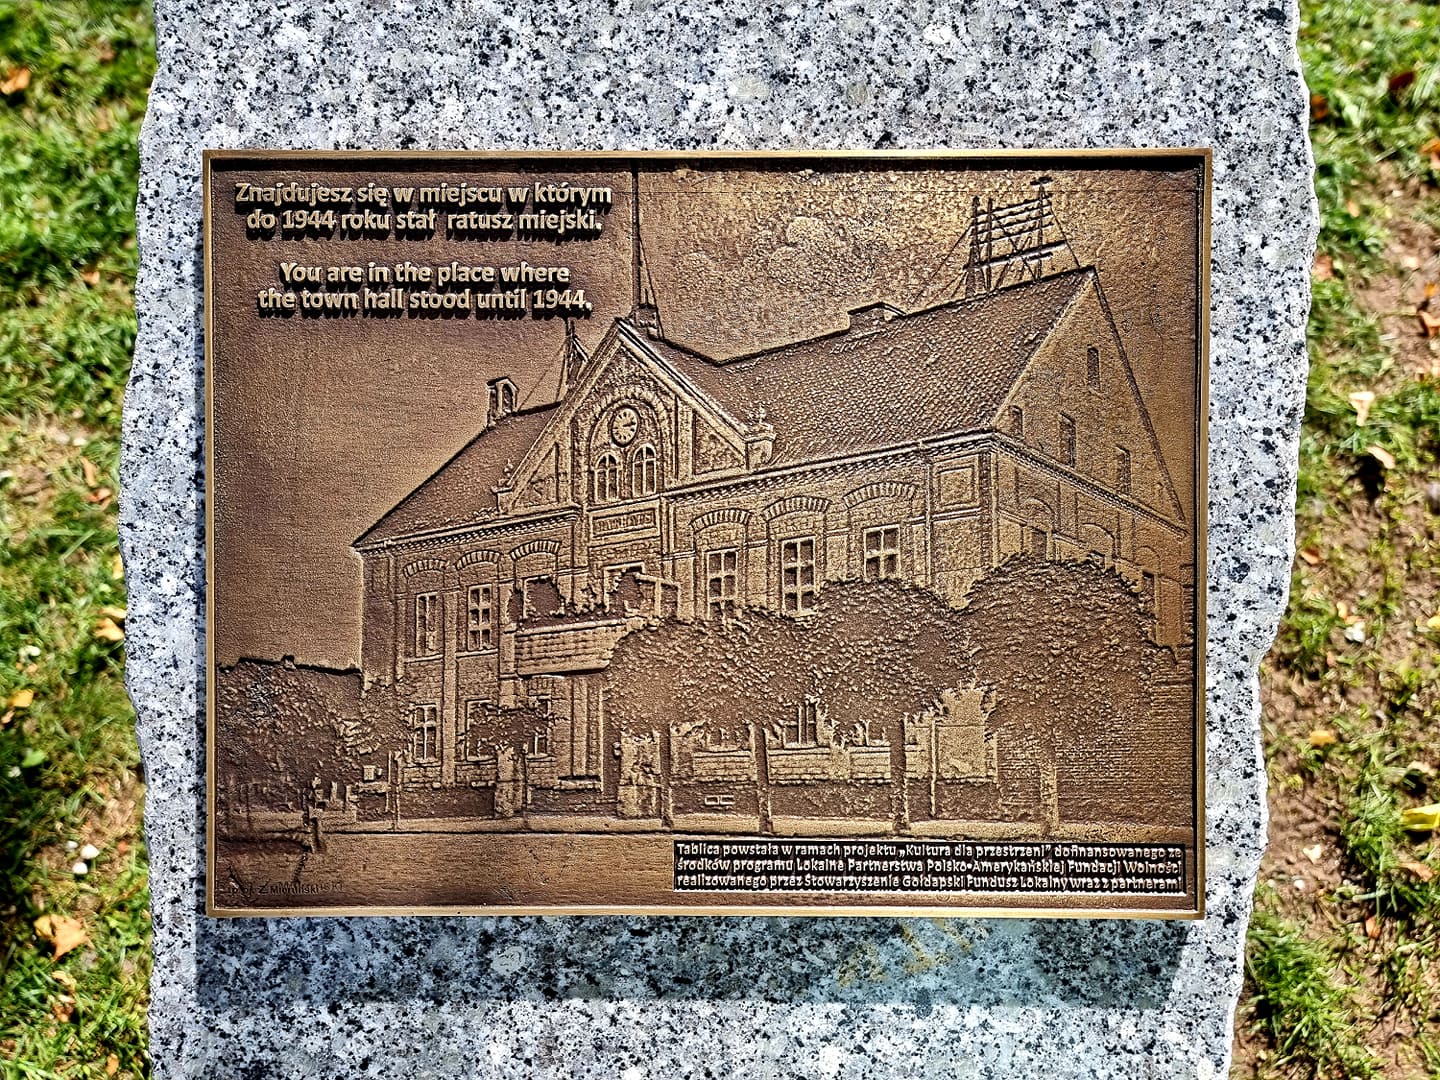 Znajdujesz się w miejscu w którym
do 1944 roku stał ratusz miejski.
You are in the place where
the town hall stood until 1944.
Tablica powstała w ramach projektu „Kultura dla przestrzeni” dofinansowanego ze
środków programu Lokalne Partnerstwa Polsko-Amerykańskiej Fundacji Wolności
realizowanego przez Stowarzyszenie Gołdapski Fundusz Lokalny wraz z partnerami